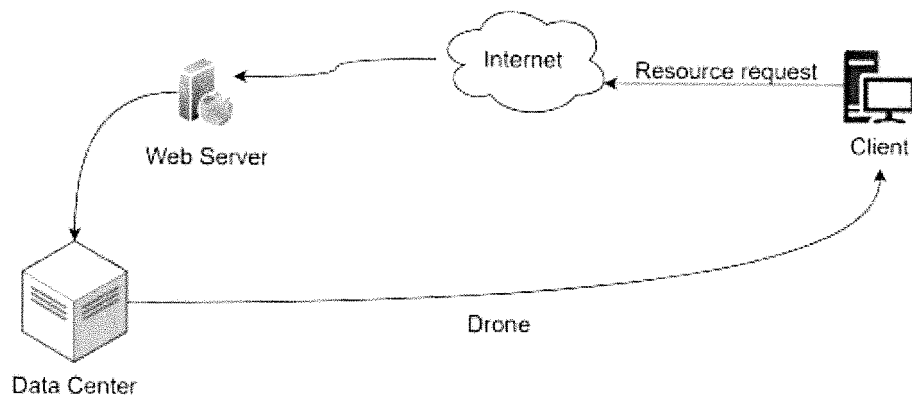 Internet
Resource request
Web Server
Client
Drone
Data Center